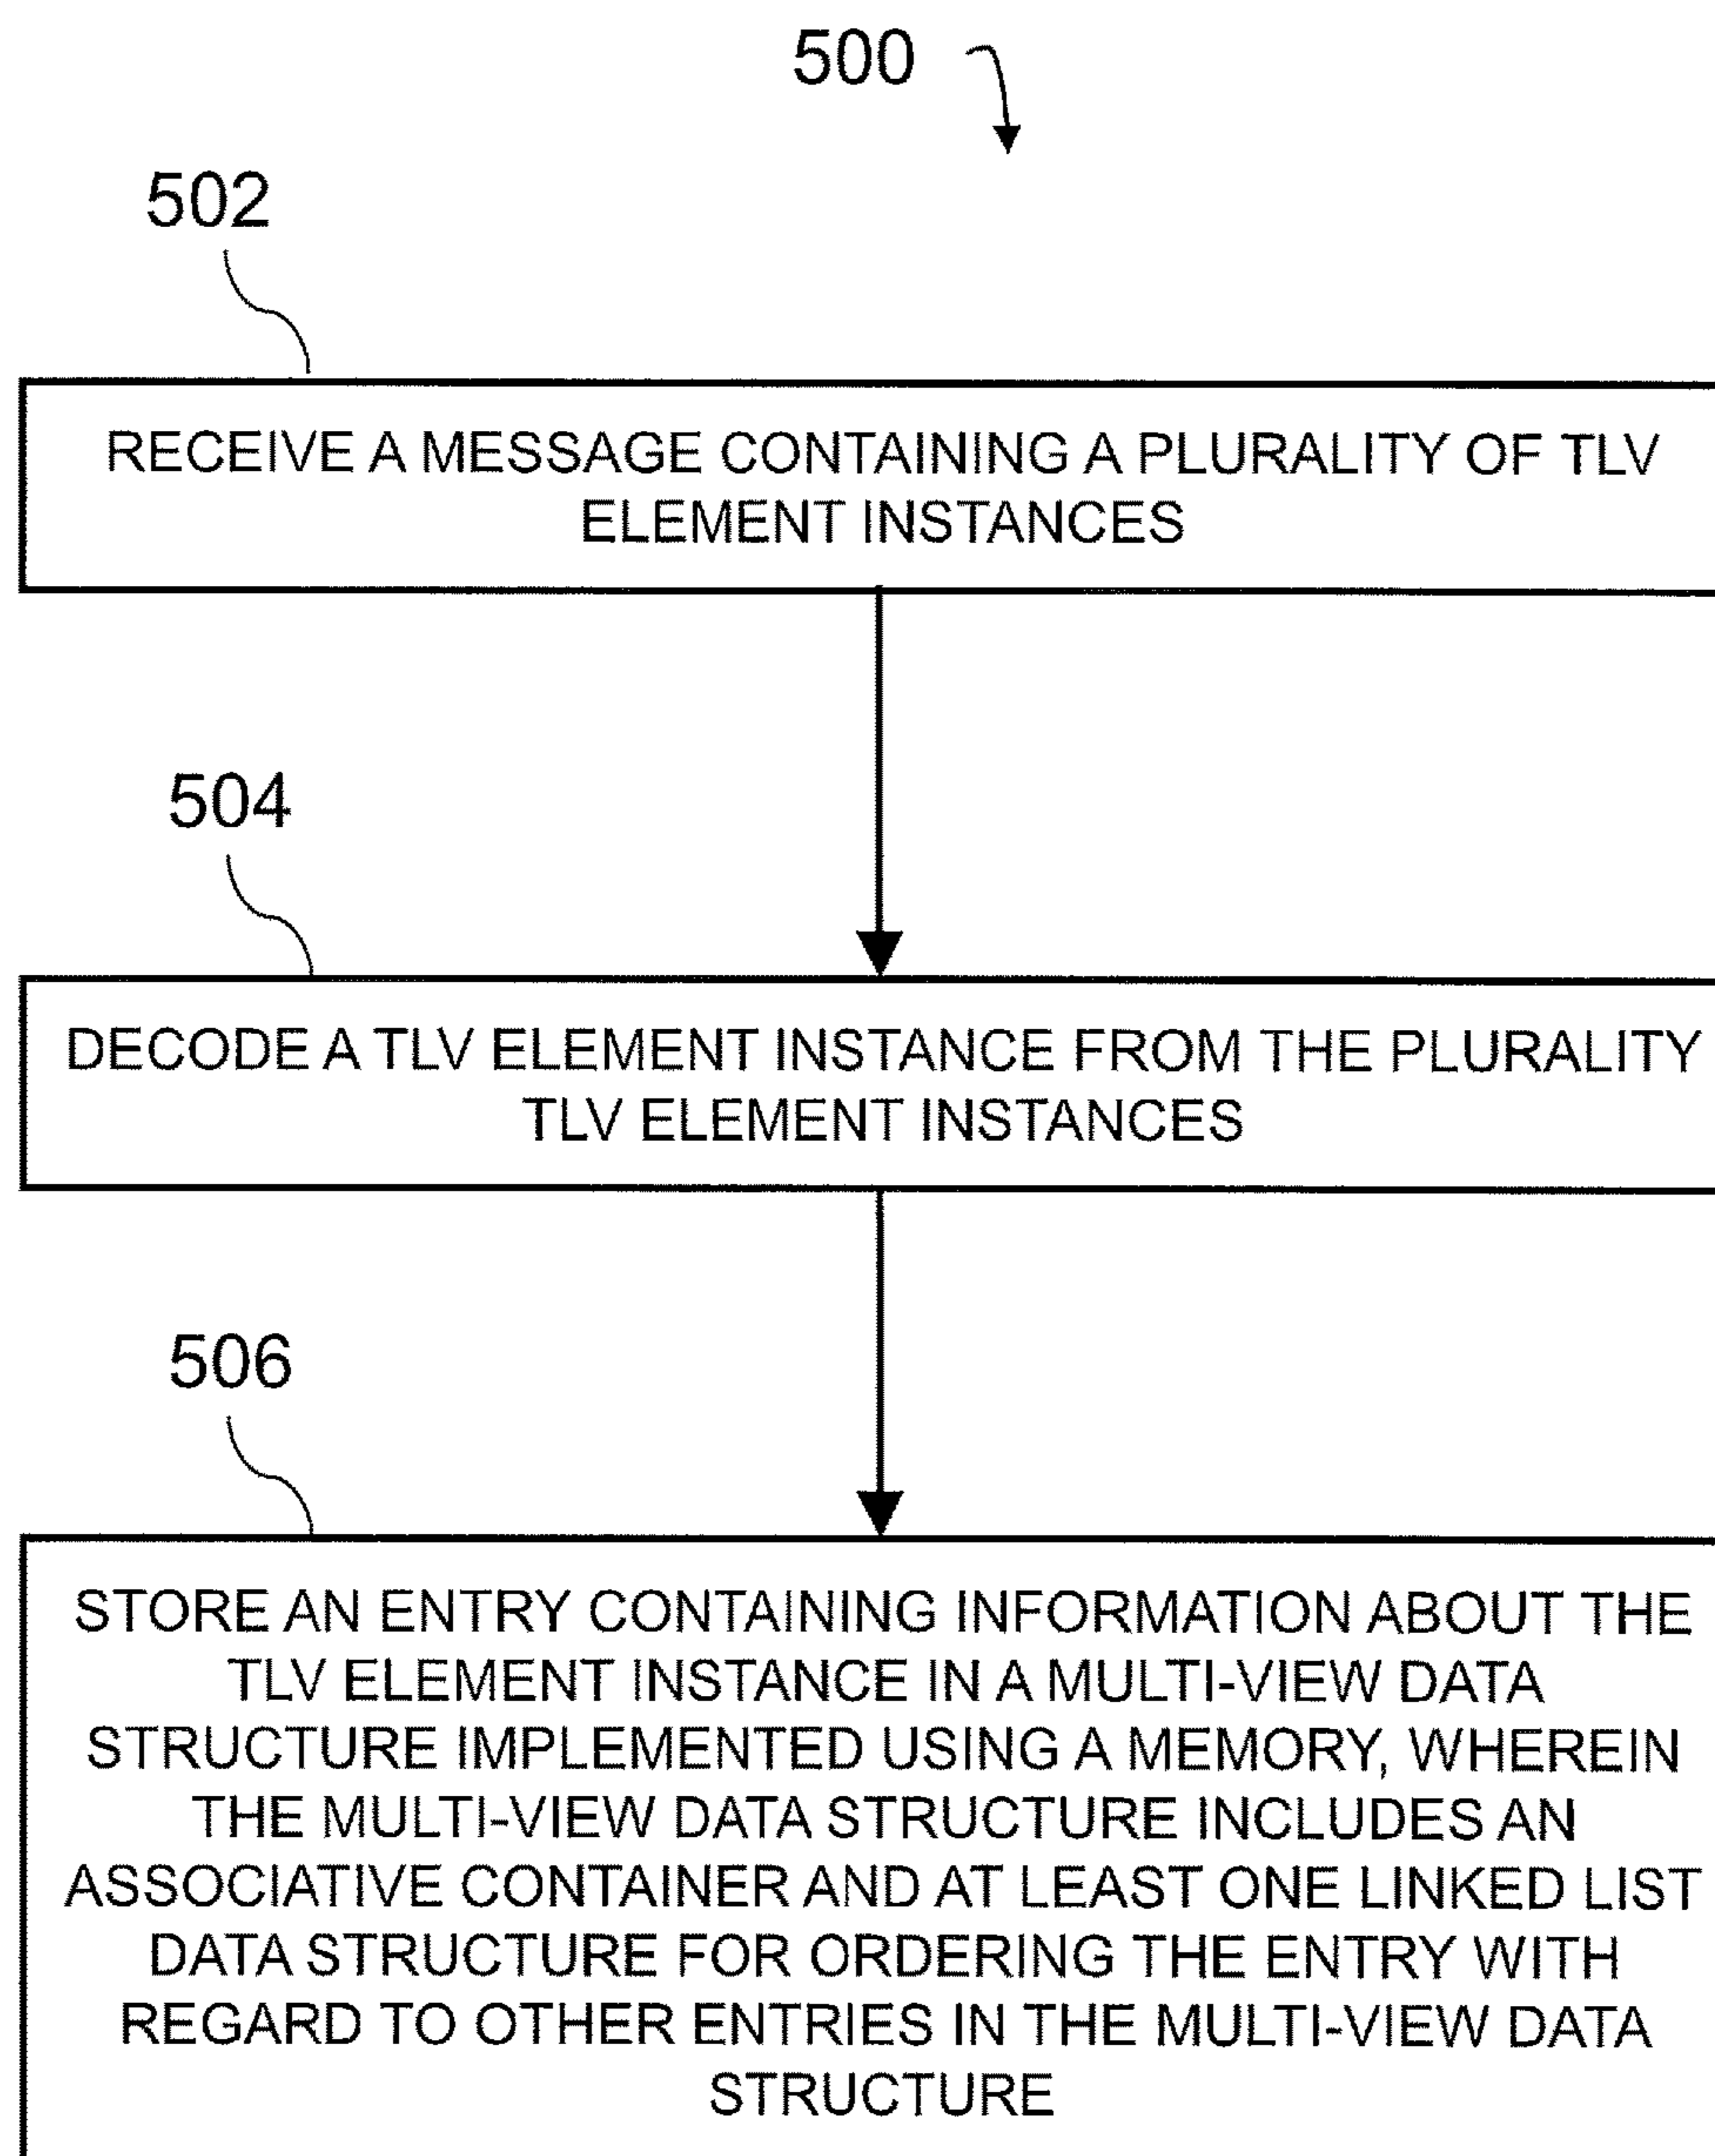 500
502
RECEIVE A MESSAGE CONTAINING A PLURALITY OF TLV
ELEMENT INSTANCES
504
DECODE A TLV ELEMENT INSTANCE FROM THE PLURALITY
TLV ELEMENT INSTANCES
506
STORE AN ENTRY CONTAINING INFORMATION ABOUT THE
TLV ELEMENT INSTANCE IN A MULTI-VIEW DATA
STRUCTURE IMPLEMENTED USING A MEMORY, WHEREIN
THE MULTI-VIEW DATA STRUCTURE INCLUDES AN
ASSOCIATIVE CONTAINER AND AT LEAST ONE LINKED LIST
DATA STRUCTURE FOR ORDERING THE ENTRY WITH
REGARD TO OTHER ENTRIES IN THE MULTI-VIEW DATA
STRUCTURE